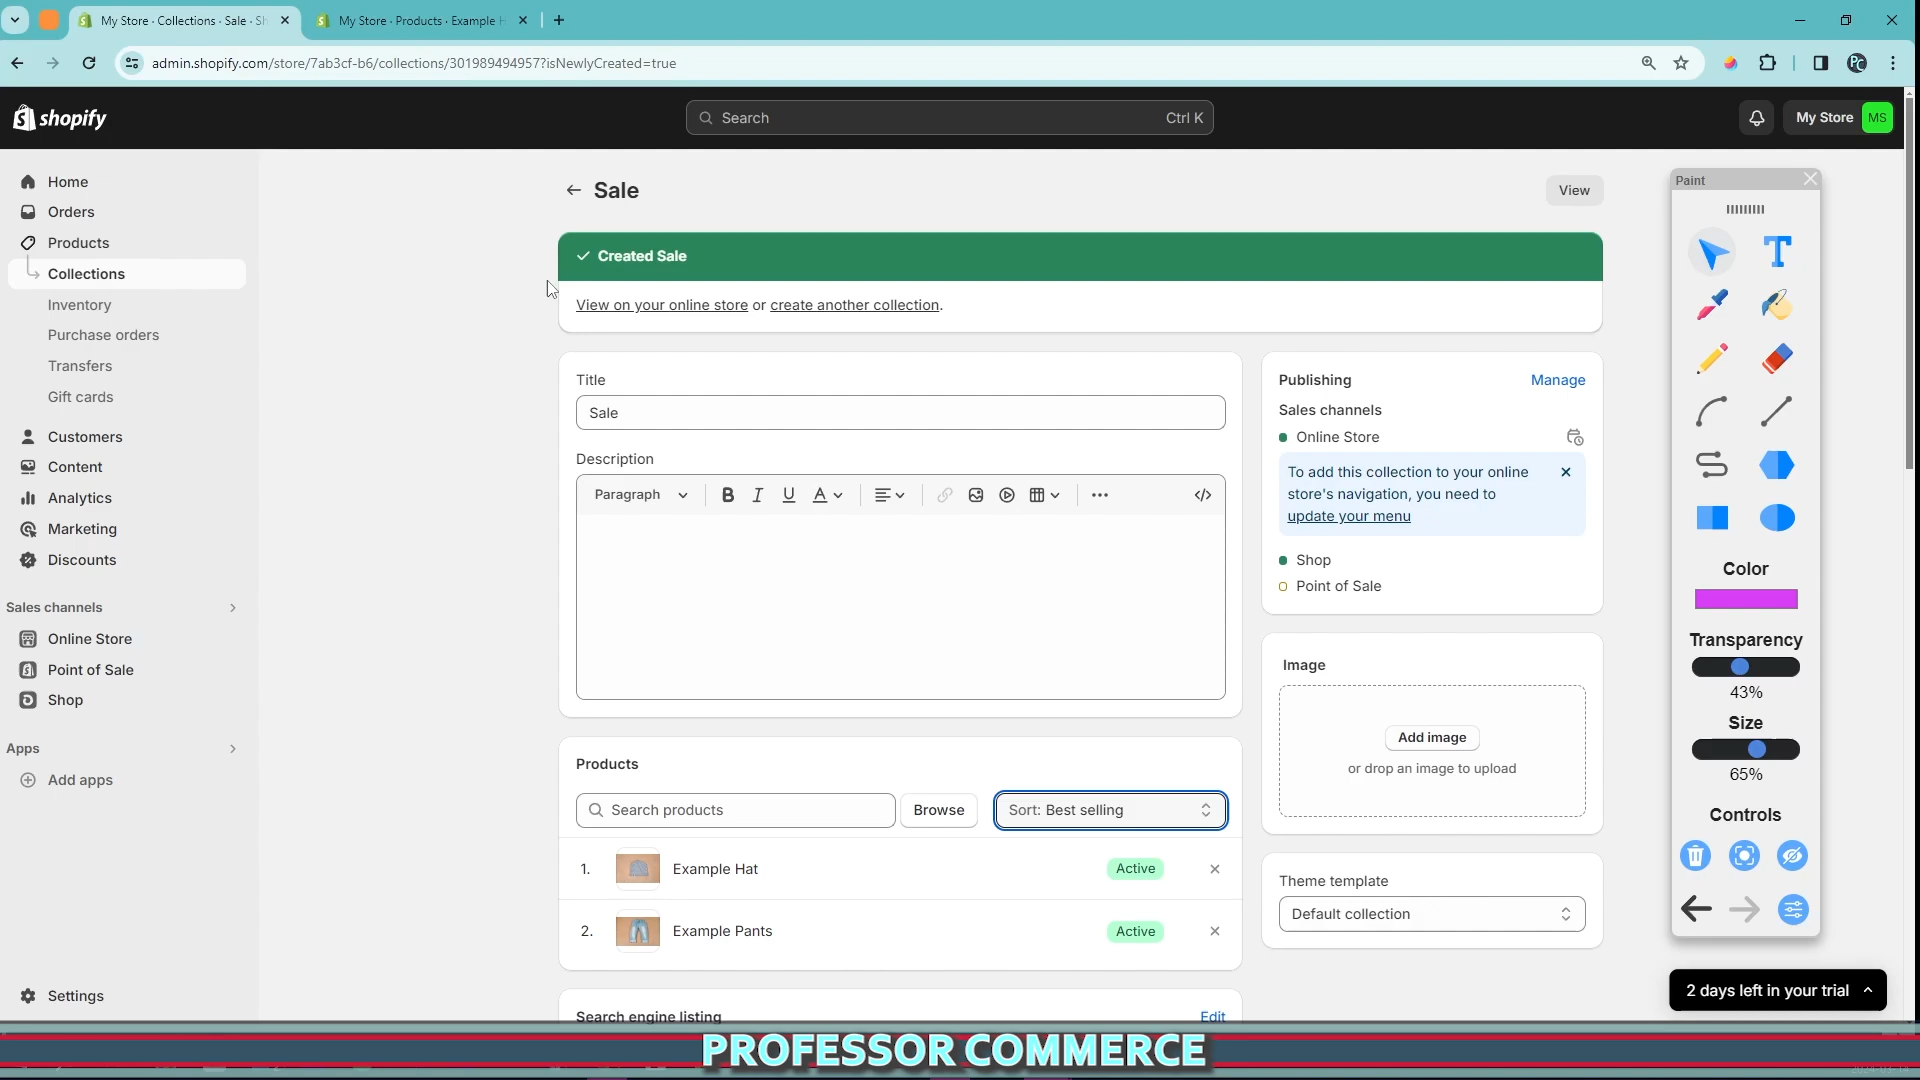 My Store · Collections · Sale · Sh
My Store · Products · Example H
admin.shopify.com/store/7ab3cf-b6/collections/301989494957?isNewlyCreated=true
PC
shopify
Search
Ctrl K
My Store
MS
Home
Orders
Products
Collections
Inventory
Purchase orders
Transfers
Gift cards
Customers
Content
Analytics
Marketing
Discounts
Sales channels
Online Store
Point of Sale
Shop
Apps
Add apps
Settings
Sale
View
Created Sale
View on your online store or create another collection.
Title
Sale
Description
Paragraph
B I U A
Products
Search products
Browse
Sort: Best selling
1. Example Hat Active
2. Example Pants Active
Search engine listing
Edit
Publishing
Manage
Sales channels
Online Store
To add this collection to your online
store's navigation, you need to
update your menu
Shop
Point of Sale
Image
Add image
or drop an image to upload
Theme template
Default collection
Paint
T
Color
Transparency
43%
Size
65%
Controls
2 days left in your trial
PROFESSOR COMMERCE